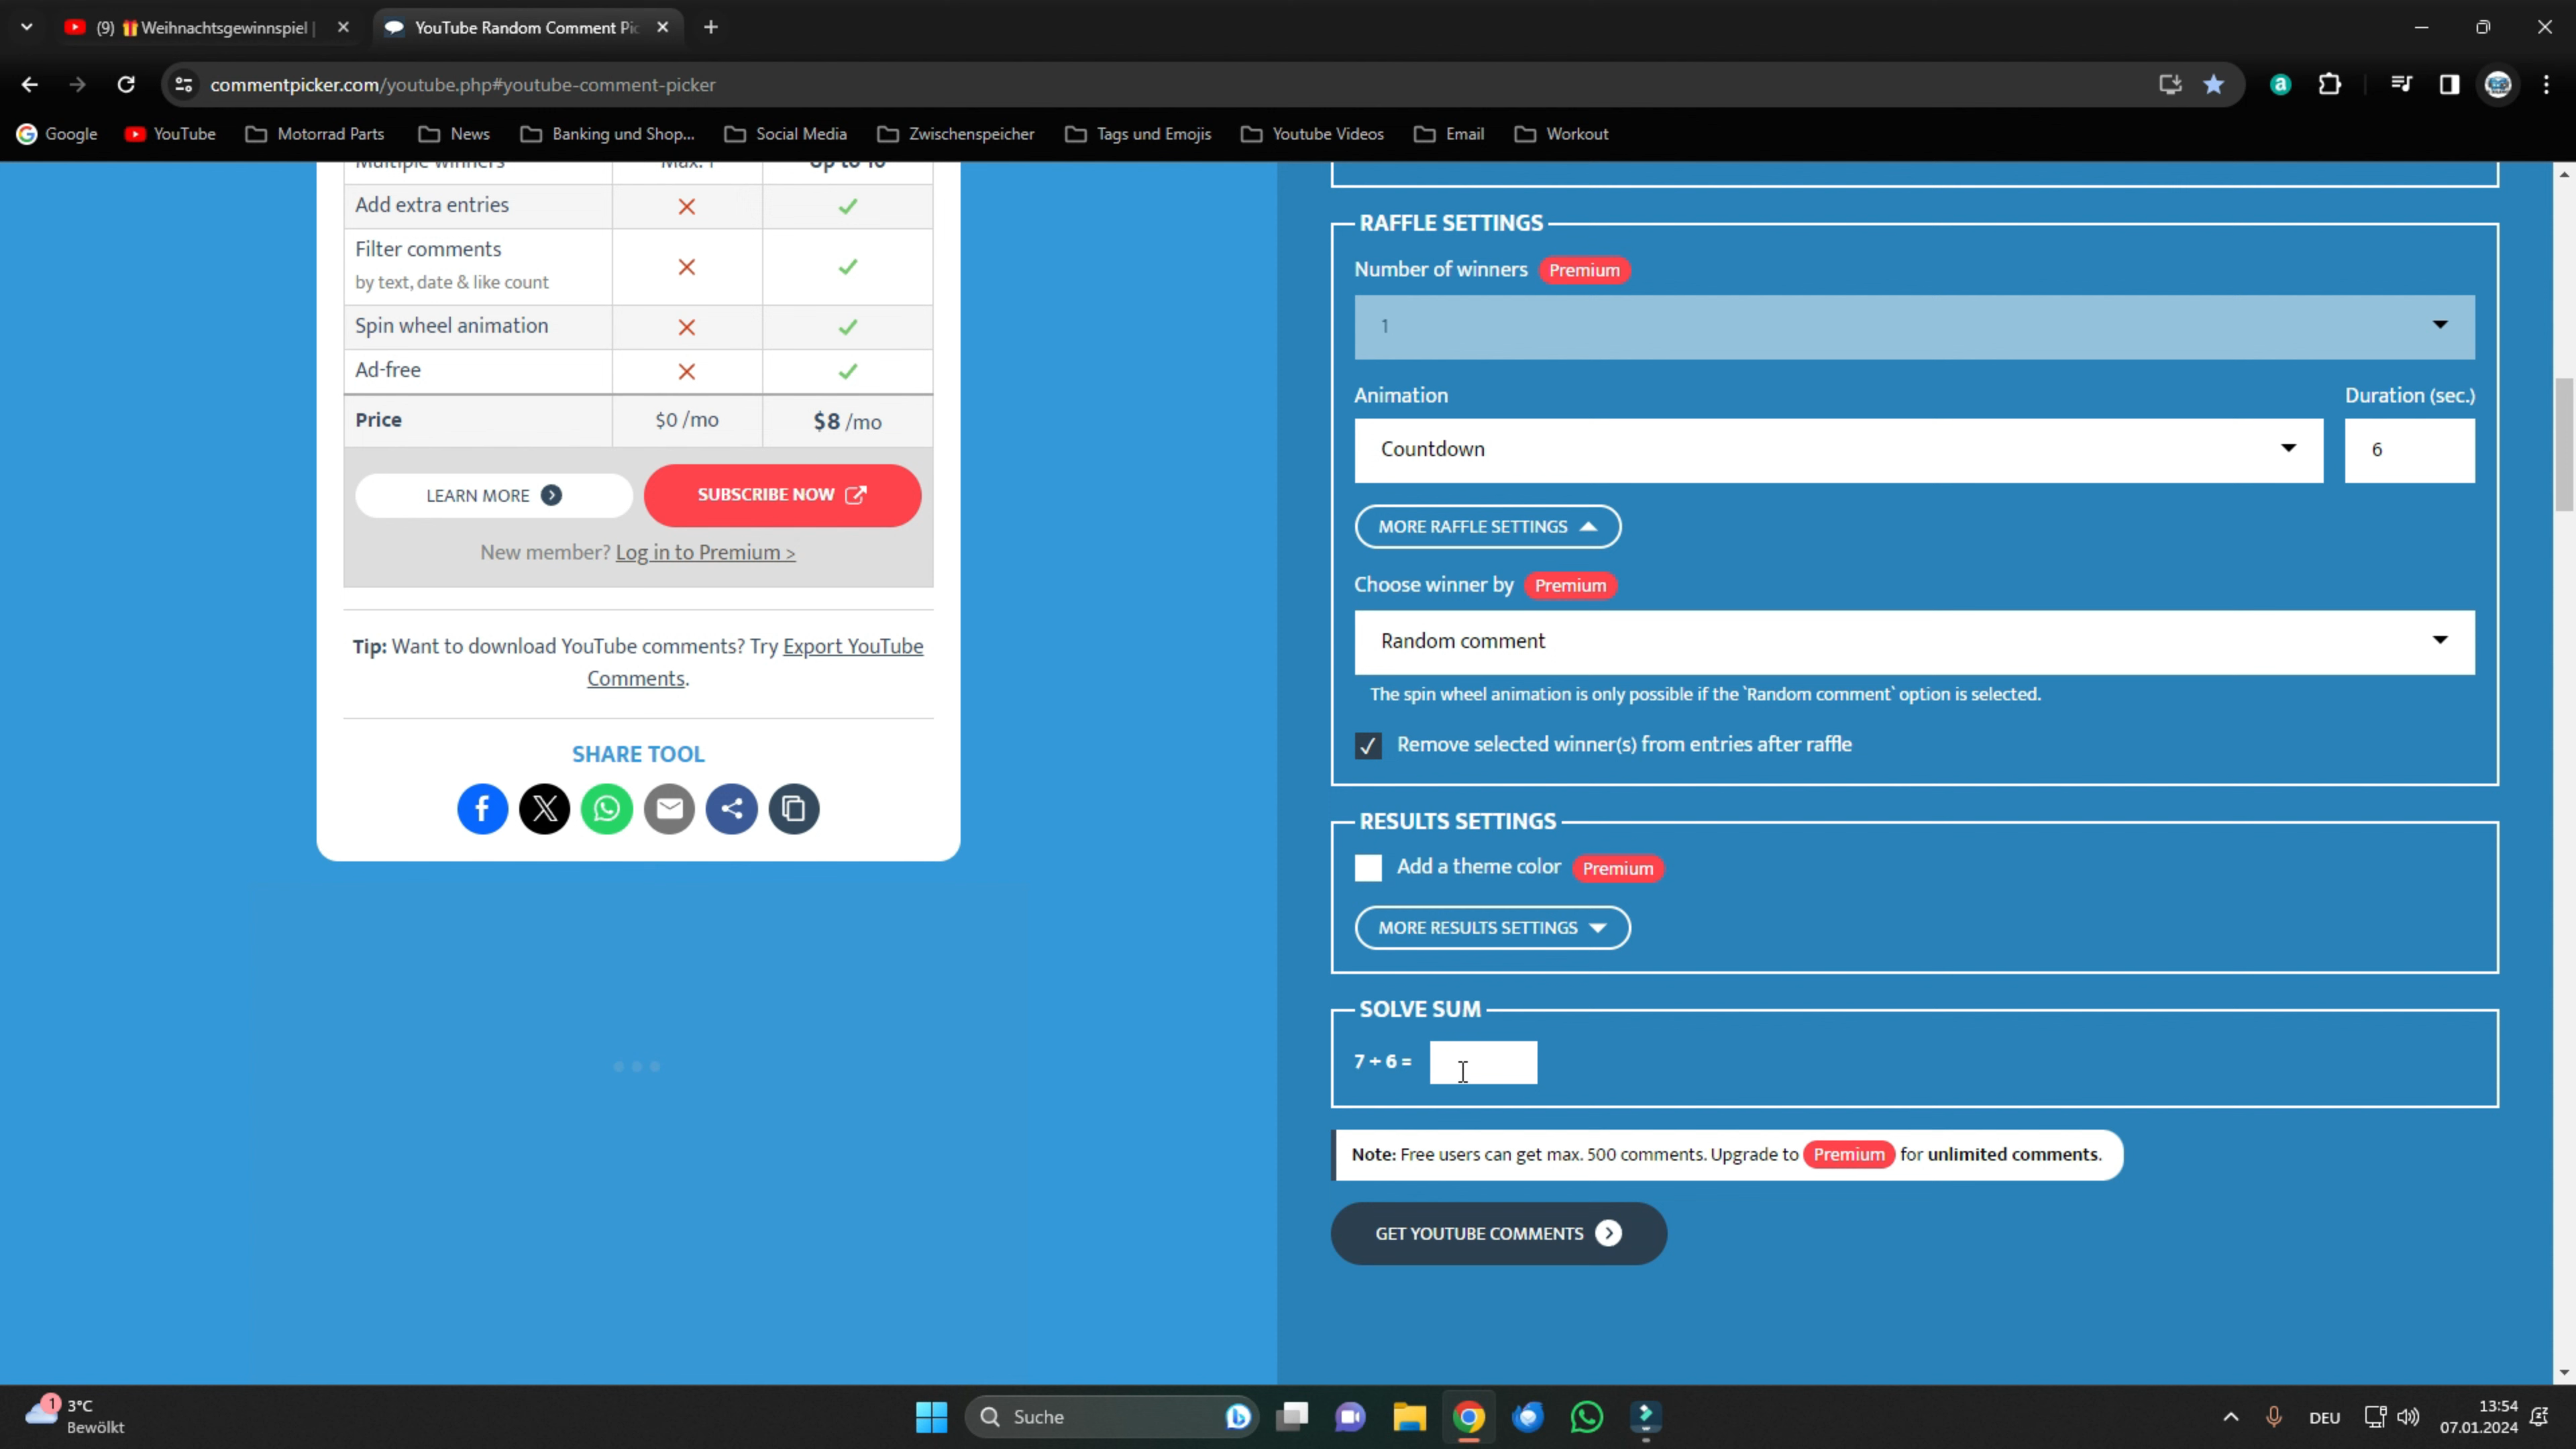 (9) 🎁Weihnachtsgewinnspiel |
YouTube Random Comment Pic
commentpicker.com/youtube.php#youtube-comment-picker
Google
YouTube
Motorrad Parts
News
Banking und Shop...
Social Media
Zwischenspeicher
Tags und Emojis
Youtube Videos
Email
Workout
Multiple winners Max. 1 Up to 10
Add extra entries
Filter comments
by text, date & like count
Spin wheel animation
Ad-free
Price $0 /mo $8 /mo
LEARN MORE
SUBSCRIBE NOW
New member? Log in to Premium >
Tip: Want to download YouTube comments? Try Export YouTube
Comments.
SHARE TOOL
RAFFLE SETTINGS
Number of winners Premium
1
Animation Duration (sec.)
Countdown 6
MORE RAFFLE SETTINGS
Choose winner by Premium
Random comment
The spin wheel animation is only possible if the `Random comment` option is selected.
Remove selected winner(s) from entries after raffle
RESULTS SETTINGS
Add a theme color Premium
MORE RESULTS SETTINGS
SOLVE SUM
7 + 6 =
Note: Free users can get max. 500 comments. Upgrade to Premium for unlimited comments.
GET YOUTUBE COMMENTS
1
3°C
Bewölkt
Suche
DEU
13:54
07.01.2024